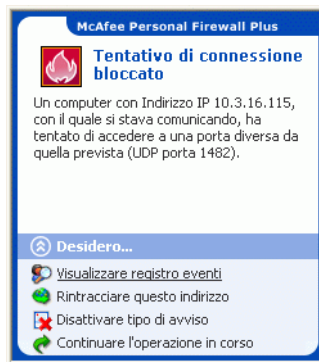 McAfee Personal Firewall Plus
Tentativo di connessione
bloccato
Un computer con Indirizzo IP 10.3.16.115,
con il quale si stava comunicando, ha
tentato di accedere a una porta diversa da
quella prevista (UDP porta 1482).
Desidero...
Visualizzare registro eventi
Rintracciare questo indirizzo
Disattivare tipo di avviso
Continuare l'operazione in corso